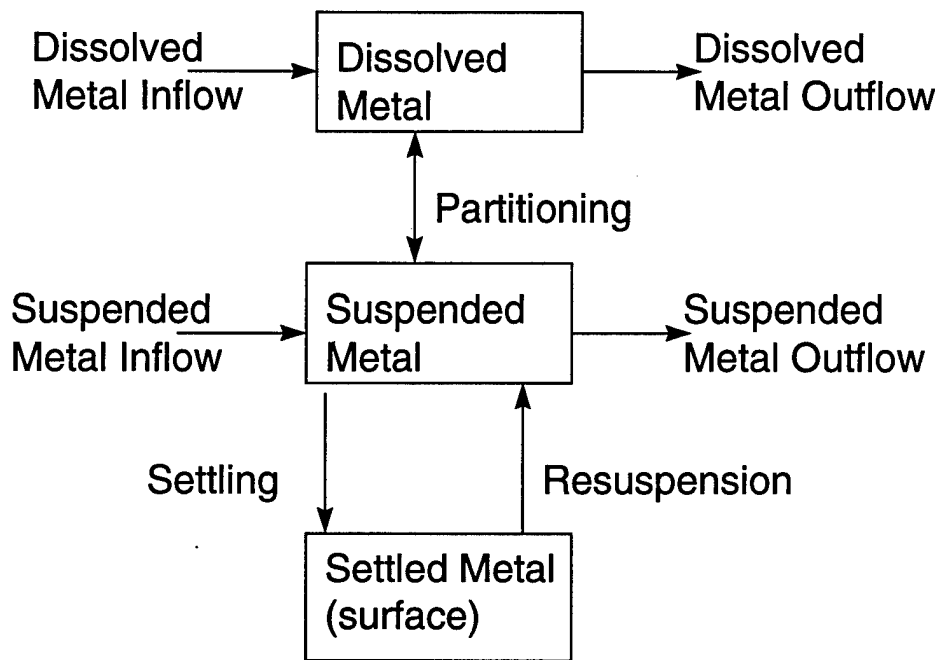 Dissolved
Metal Inflow
Dissolved
Metal
Dissolved
Metal Outflow
Partitioning
Suspended
Metal Inflow
Suspended
Metal
Suspended
Metal Outflow
Settling
Resuspension
Settled Metal
(surface)